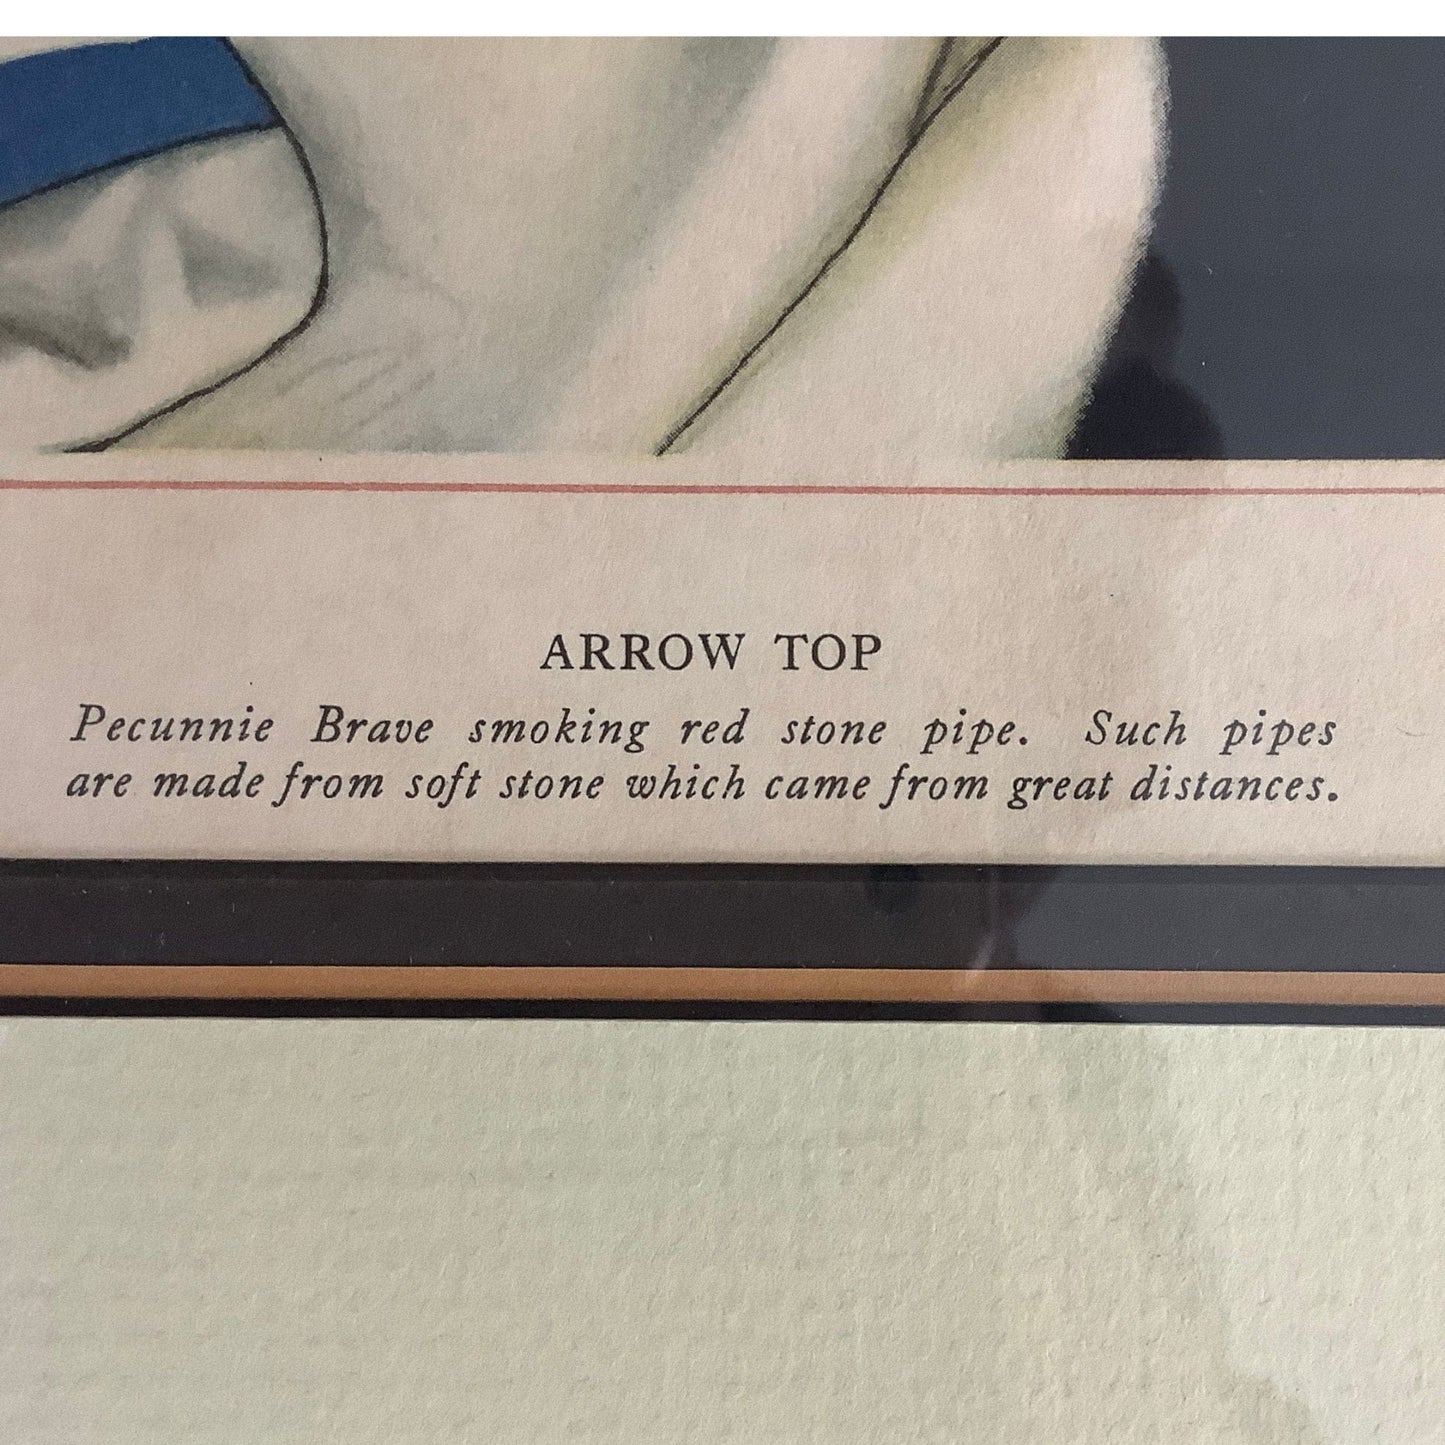 ARROW TOP
Pecunnie Brave smoking red stone pipe. Such pipes
are made from soft stone which came from great distances.